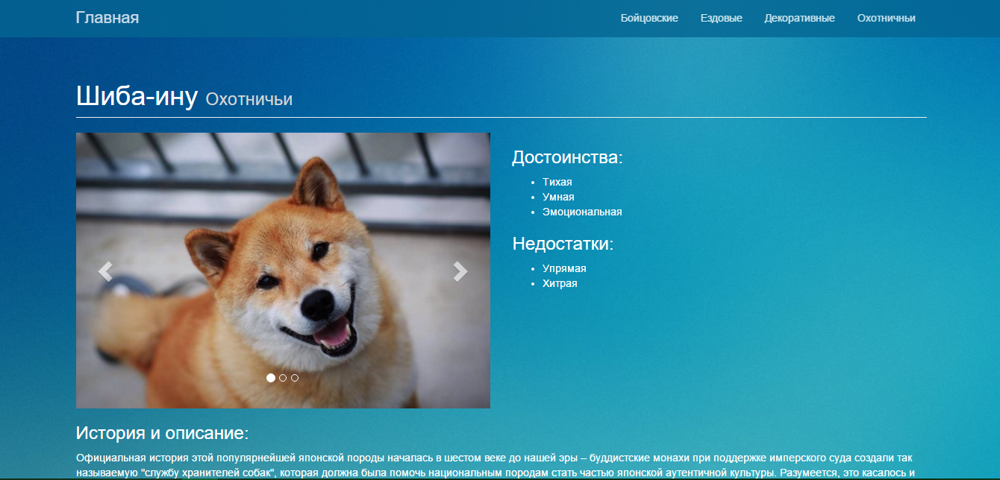 Главная
Бойцовские Ездовые Декоративные Охотничньи
Шиба-ину Охотничьи
Достоинства:
Тихая
Умная
Эмоциональная
Недостатки:
Упрямая
Хитрая
История и описание:
Официальная история этой популярнейшей японской породы началась в шестом веке до нашей эры – буддистские монахи при поддержке имперского суда создали так
называемую "службу хранителей собак", которая должна была помочь национальным породам стать частью японской аутентичной культуры. Разумеется, это касалось и